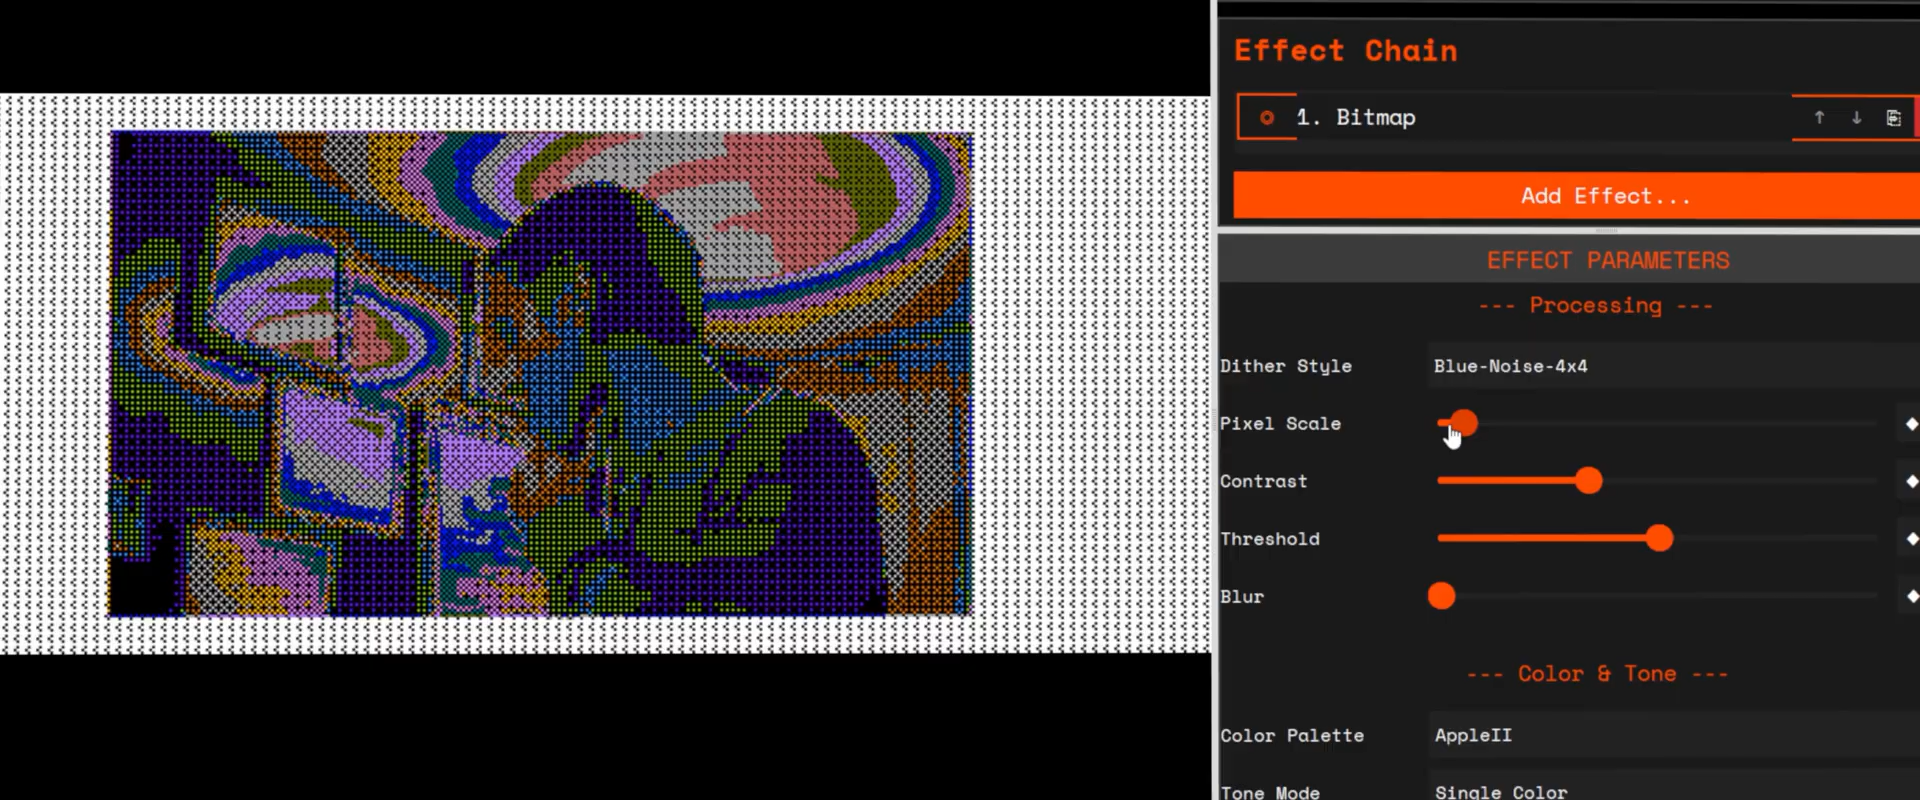 Effect Chain
1. Bitmap
Add Effect...
EFFECT PARAMETERS
--- Processing ---
Dither Style Blue-Noise-4x4
Pixel Scale
Contrast
Threshold
Blur
--- Color & Tone ---
Color Palette AppleII
Tone Mode Single Color